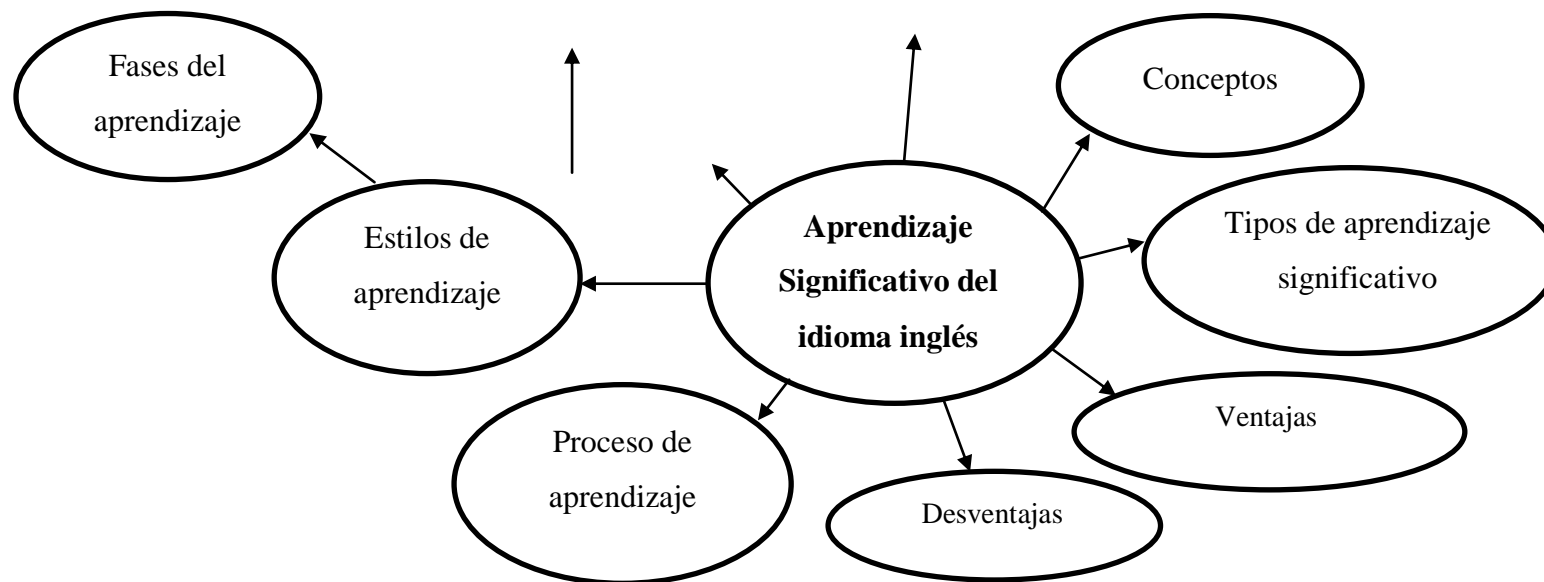 Fases del
aprendizaje
Conceptos
Estilos de
aprendizaje
Aprendizaje
Significativo del
idioma inglés
Tipos de aprendizaje
significativo
Proceso de
aprendizaje
Desventajas
Ventajas